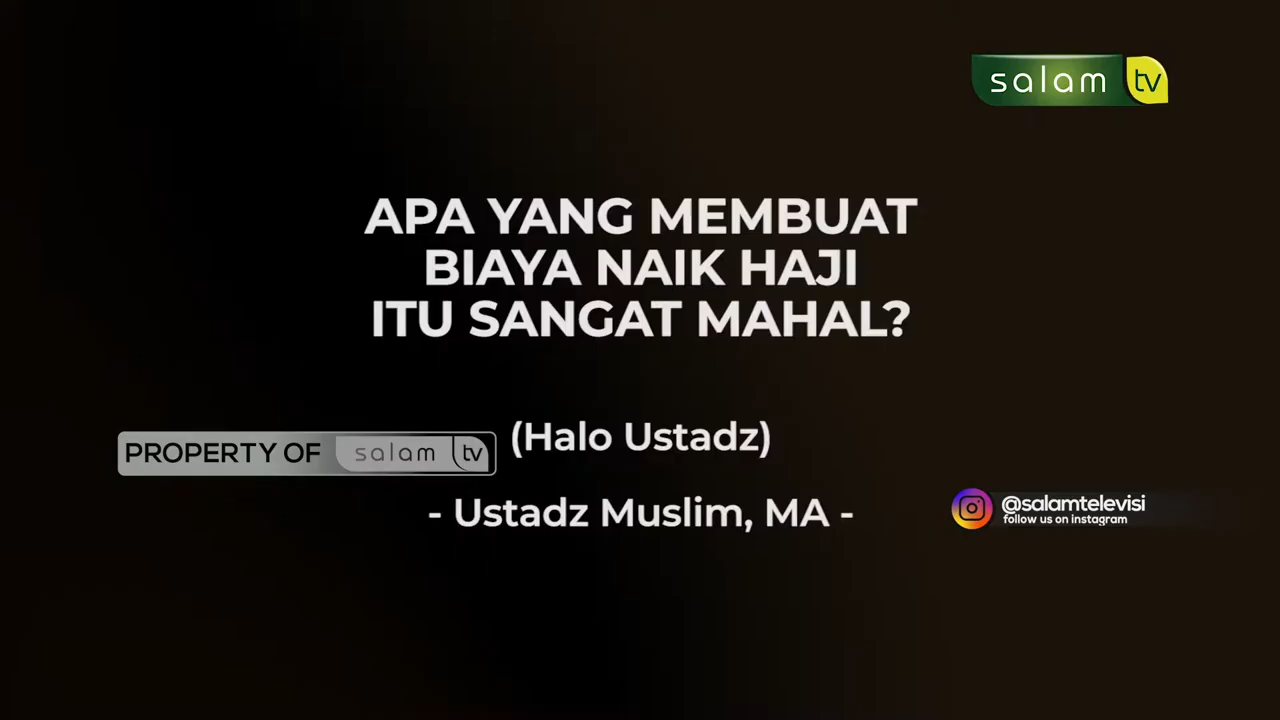 salam tv
APA YANG MEMBUAT
BIAYA NAIK HAJI
ITU SANGAT MAHAL?
(Halo Ustadz)
PROPERTY OF salam tv
- Ustadz Muslim, MA -
@salamtelevisi
follow us on instagram